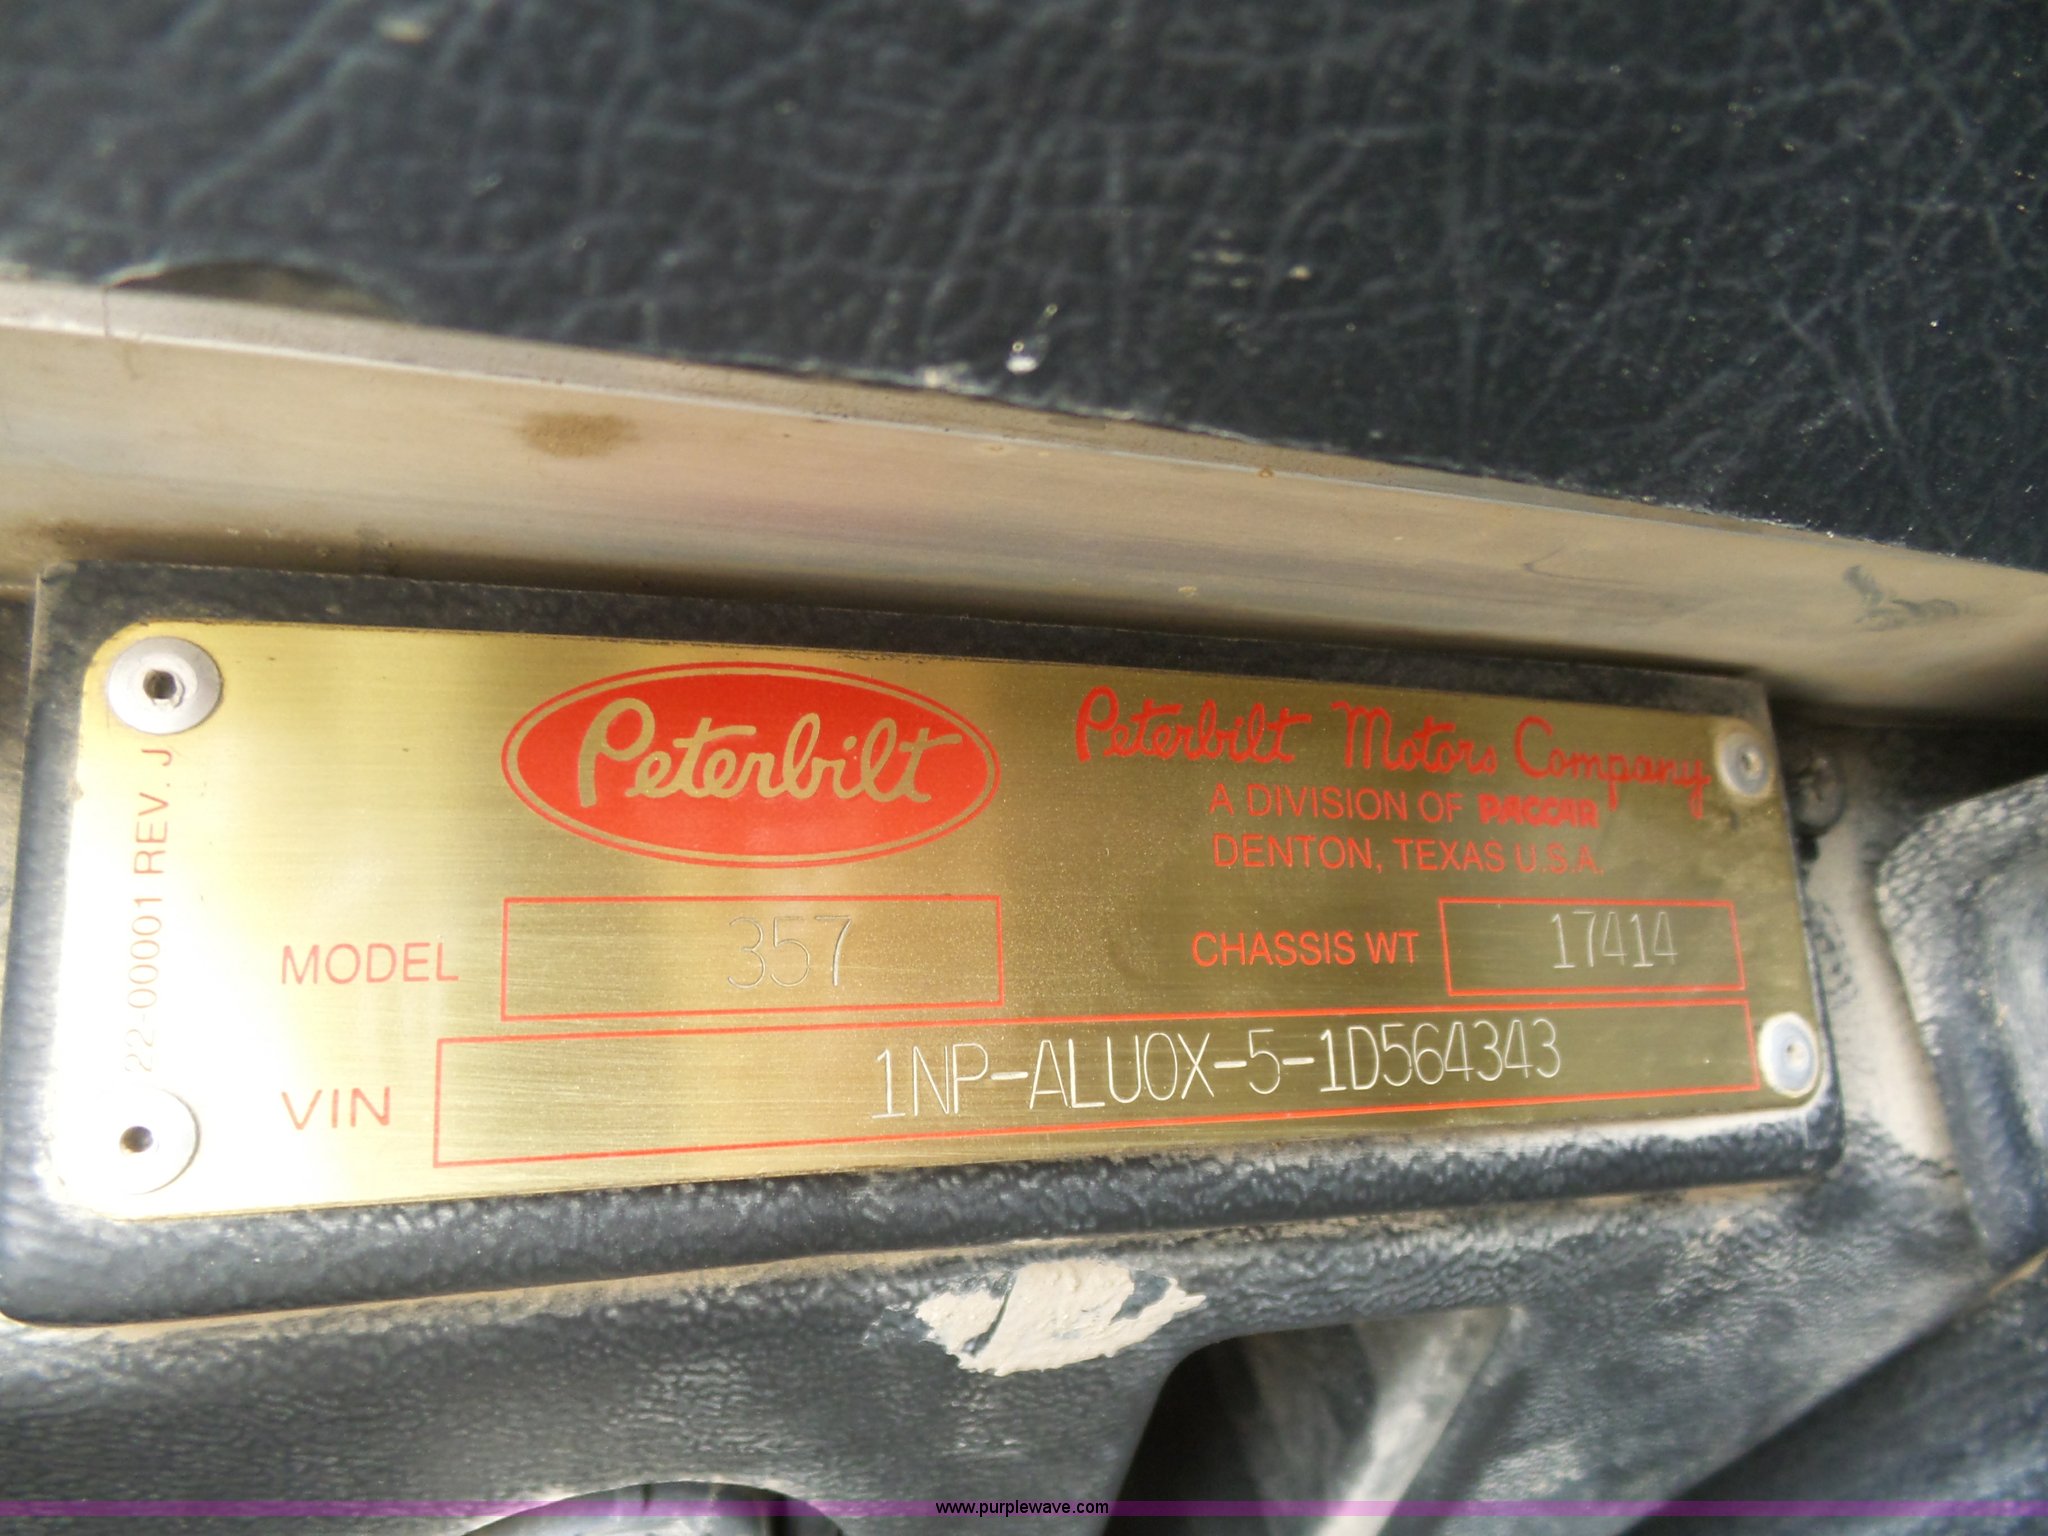 Peterbilt
Peterbilt Motors Company
A DIVISION OF PACCAR
DENTON, TEXAS U.S.A.
22-00001 REV. J
MODEL 357
CHASSIS WT 17414
VIN 1NP-ALU0X-5-1D564343
www.purplewave.com